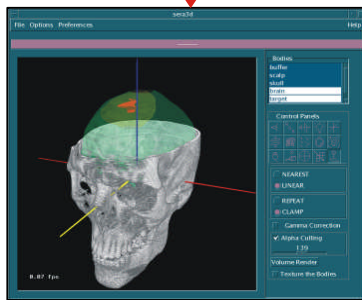 sera3d
File Options Preferences Help
Bodies
buffer
scalp
skull
brain
target
Control Panels
NEAREST
LINEAR
REPEAT
CLAMP
Gamma Correction
Alpha Culling
139
Volume Render
Texture the Bodies
0.07 fps